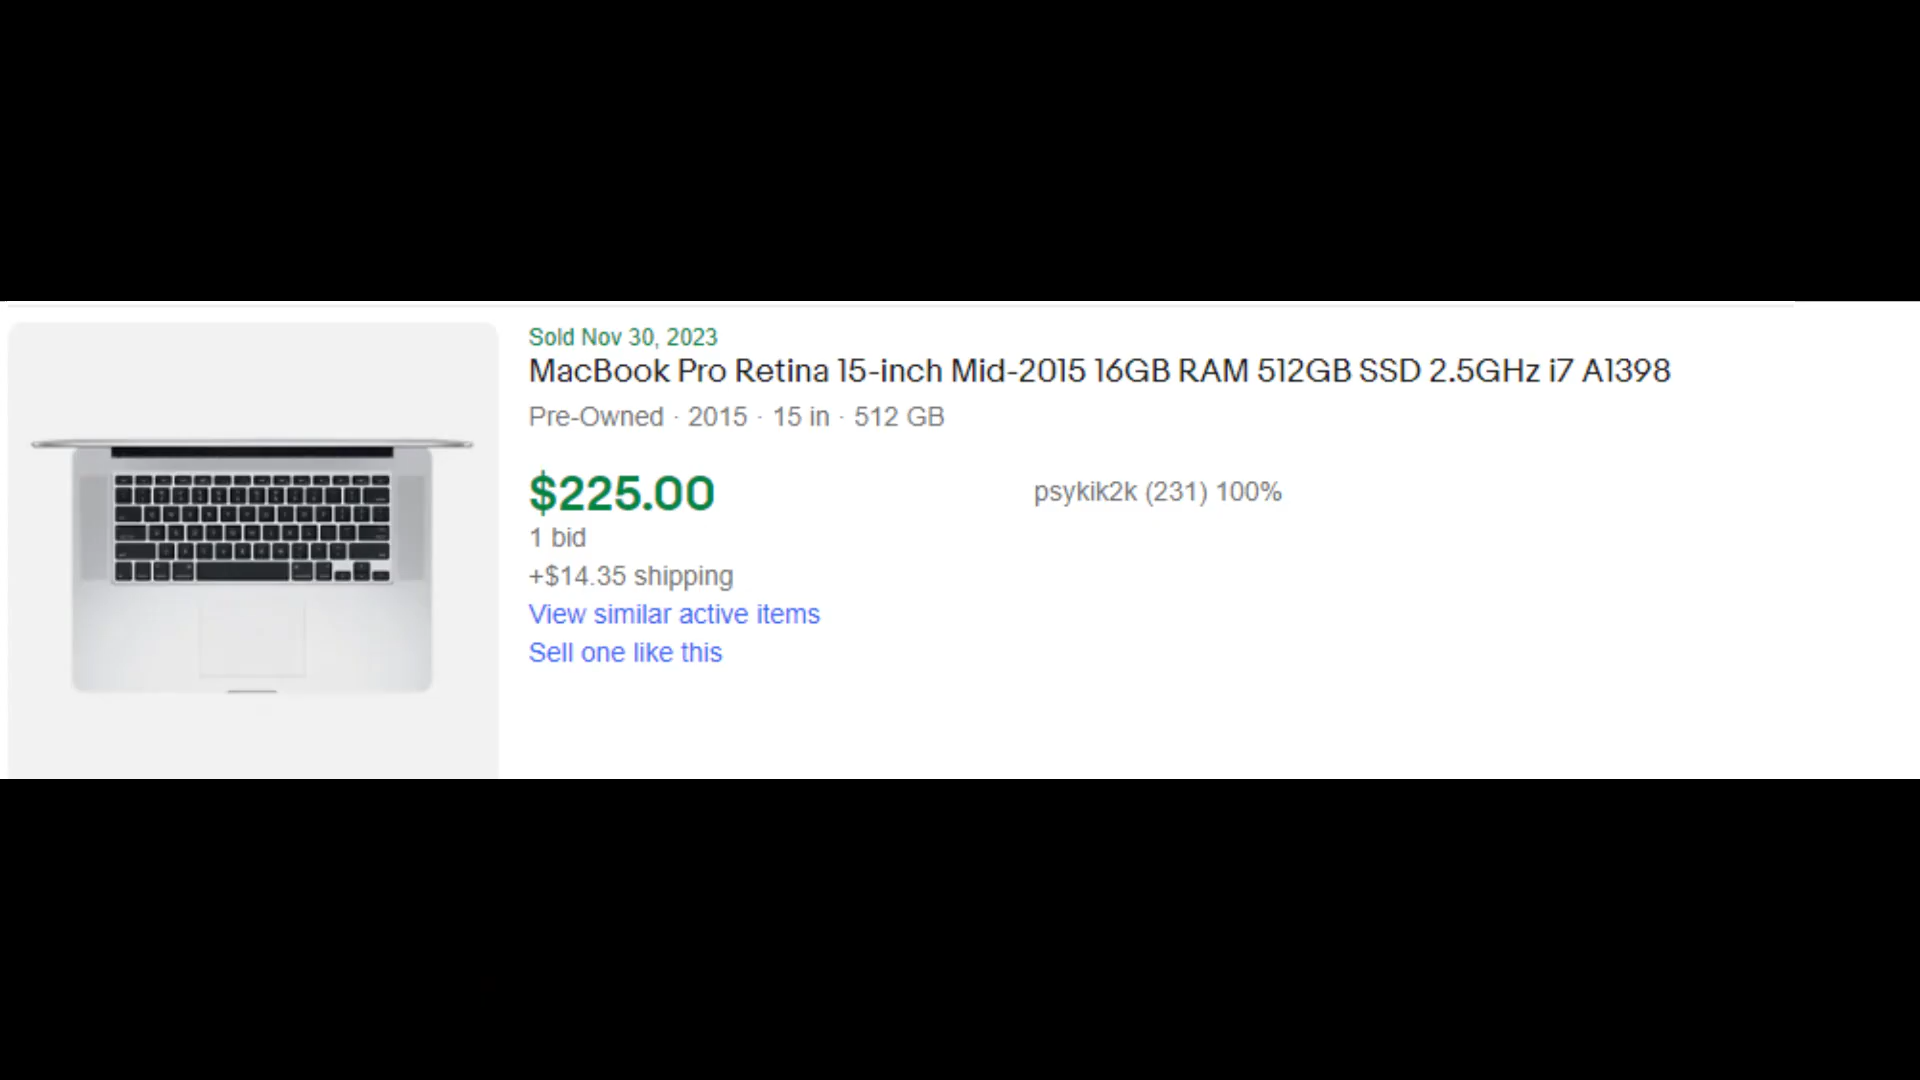 Sold Nov 30, 2023
MacBook Pro Retina 15-inch Mid-2015 16GB RAM 512GB SSD 2.5GHz i7 A1398
Pre-Owned · 2015 · 15 in · 512 GB
$225.00
psykik2k (231) 100%
1 bid
+$14.35 shipping
View similar active items
Sell one like this